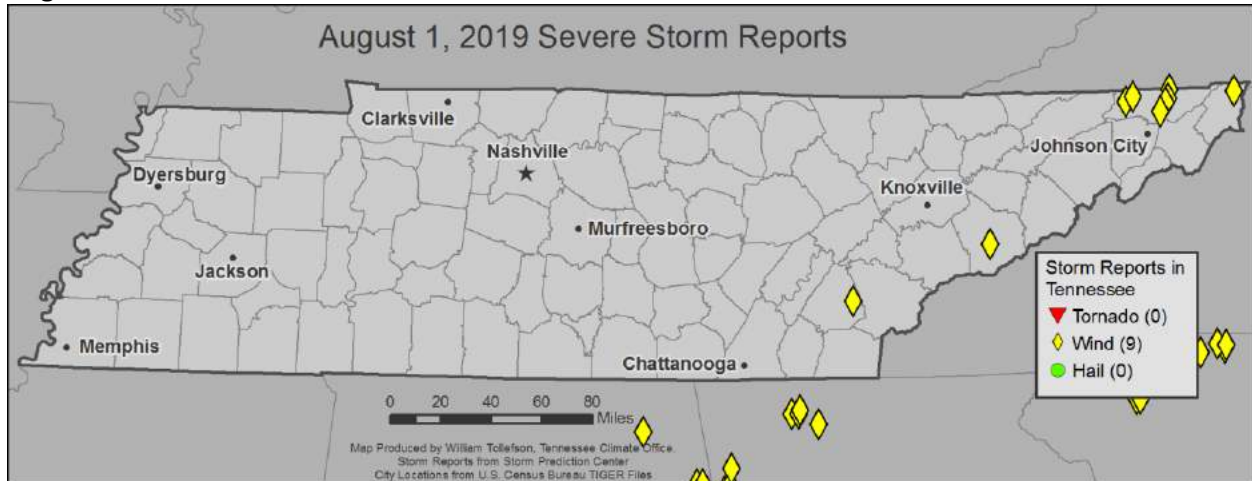 August 1, 2019 Severe Storm Reports
Clarksville
Nashville
Johnson City
Dyersburg
Knoxville
Murfreesboro
Jackson
Storm Reports in
Tennessee
Tornado (0)
Wind (9)
Hail (0)
Memphis
Chattanooga
0 20 40 60 80
Miles
Map Produced by William Tollefson, Tennessee Climate Office.
Storm Reports from Storm Prediction Center
City Locations from U.S. Census Bureau TIGER Files